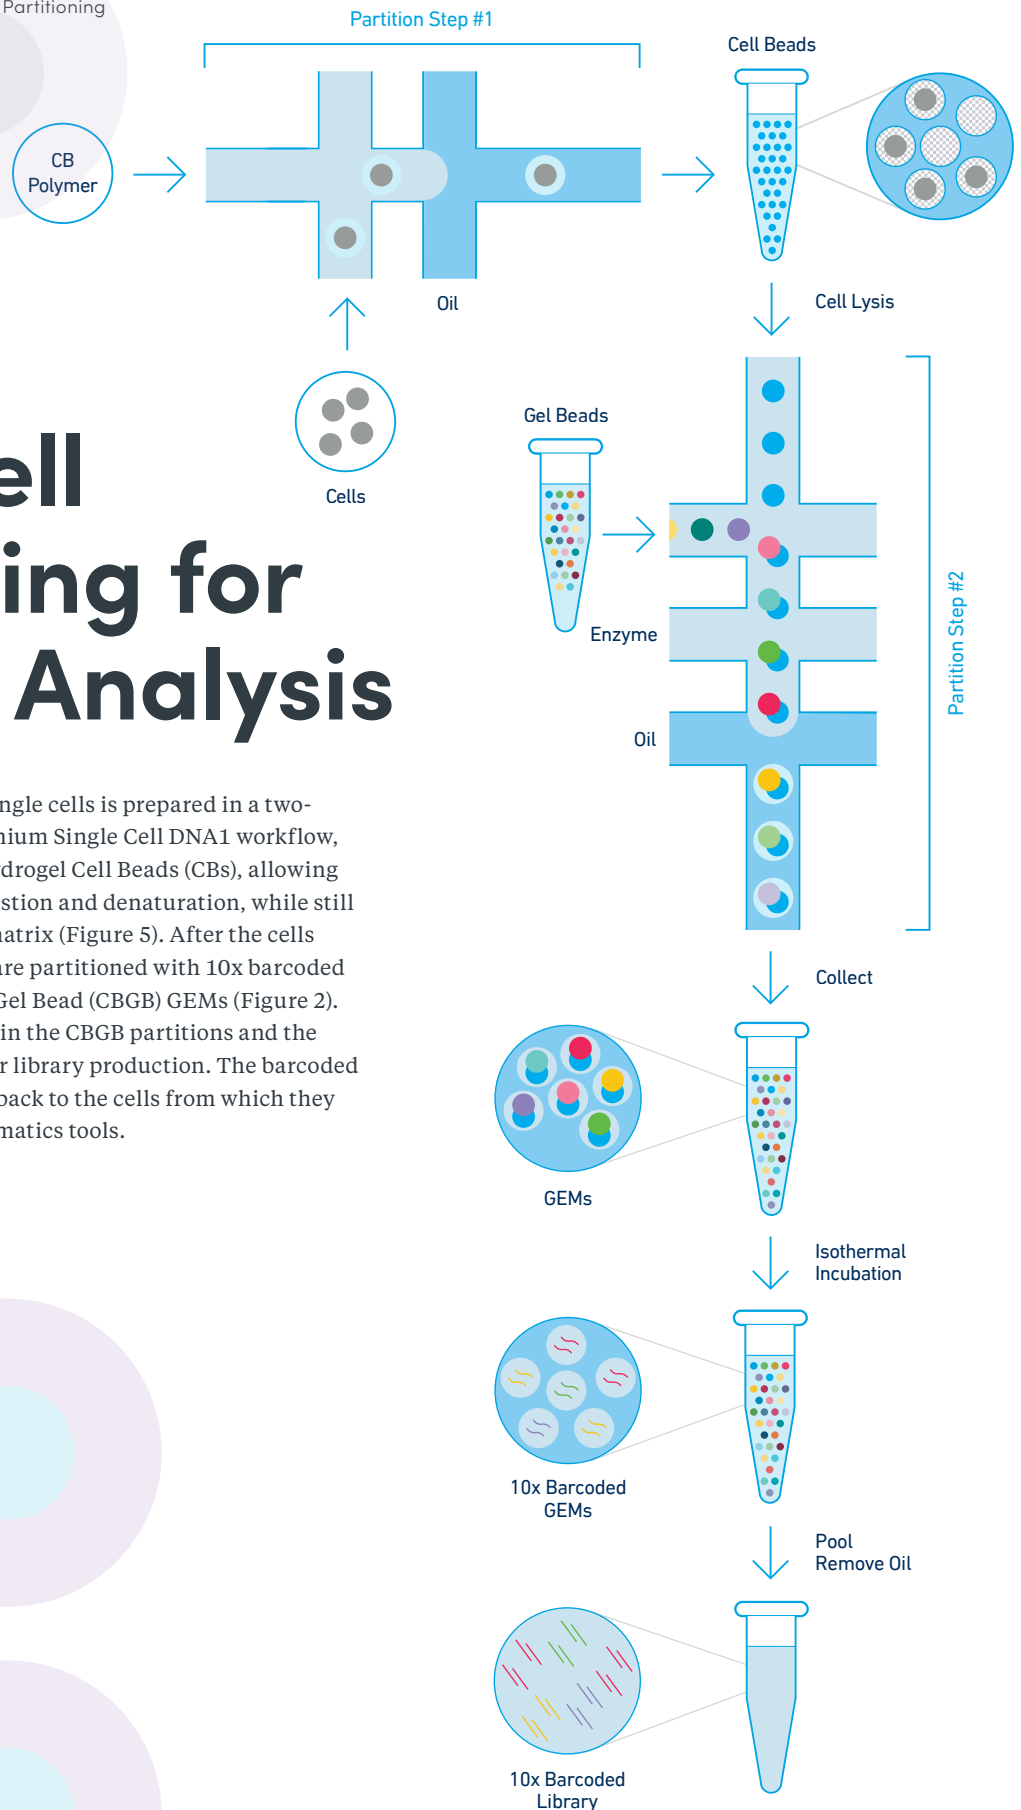 Partitioning
Partition Step #1
Cell Beads
CB
Polymer
Oil
Cell Lysis
Cells
Gel Beads
Enzyme
Oil
Partition Step #2
ell
ing for
Analysis
ngle cells is prepared in a two-
nium Single Cell DNA1 workflow,
drogel Cell Beads (CBs), allowing
stion and denaturation, while still
natrix (Figure 5). After the cells
are partitioned with 10x barcoded
Gel Bead (CBGB) GEMs (Figure 2).
in the CBGB partitions and the
r library production. The barcoded
back to the cells from which they
matics tools.
Collect
GEMs
Isothermal
Incubation
10x Barcoded
GEMs
Pool
Remove Oil
10x Barcoded
Library